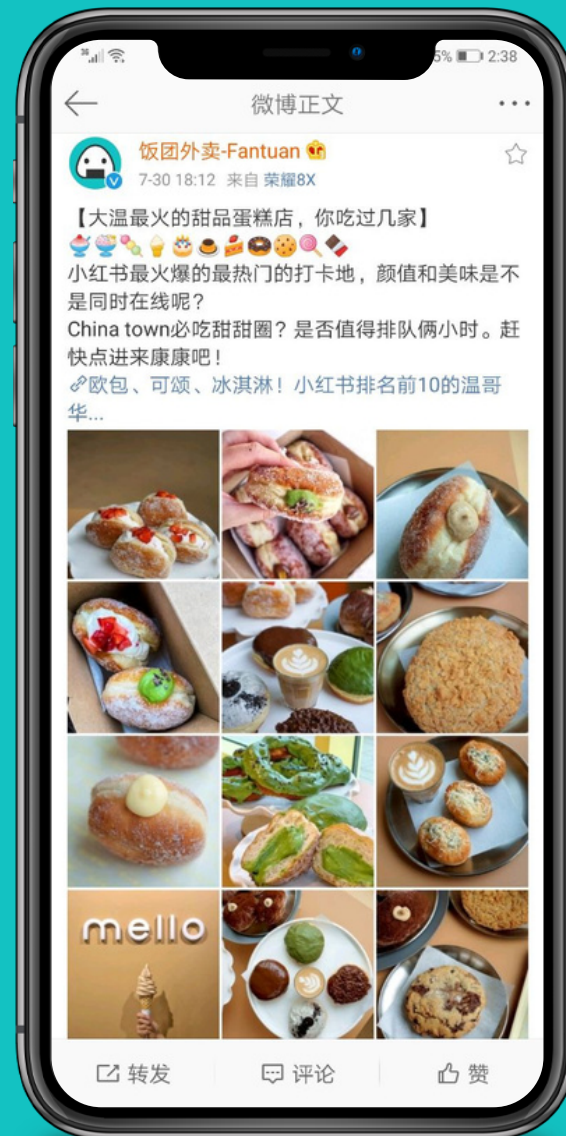 5% 2:38
微博正文
饭团外卖-Fantuan
7-30 18:12 来自 荣耀8X
【大温最火的甜品蛋糕店，你吃过几家】
小红书最火爆的最热门的打卡地，颜值和美味是不
是同时在线呢？
China town必吃甜甜圈？是否值得排队俩小时。赶
快点进来康康吧！
欧包、可颂、冰淇淋！小红书排名前10的温哥
华...
mello
转发 评论 赞